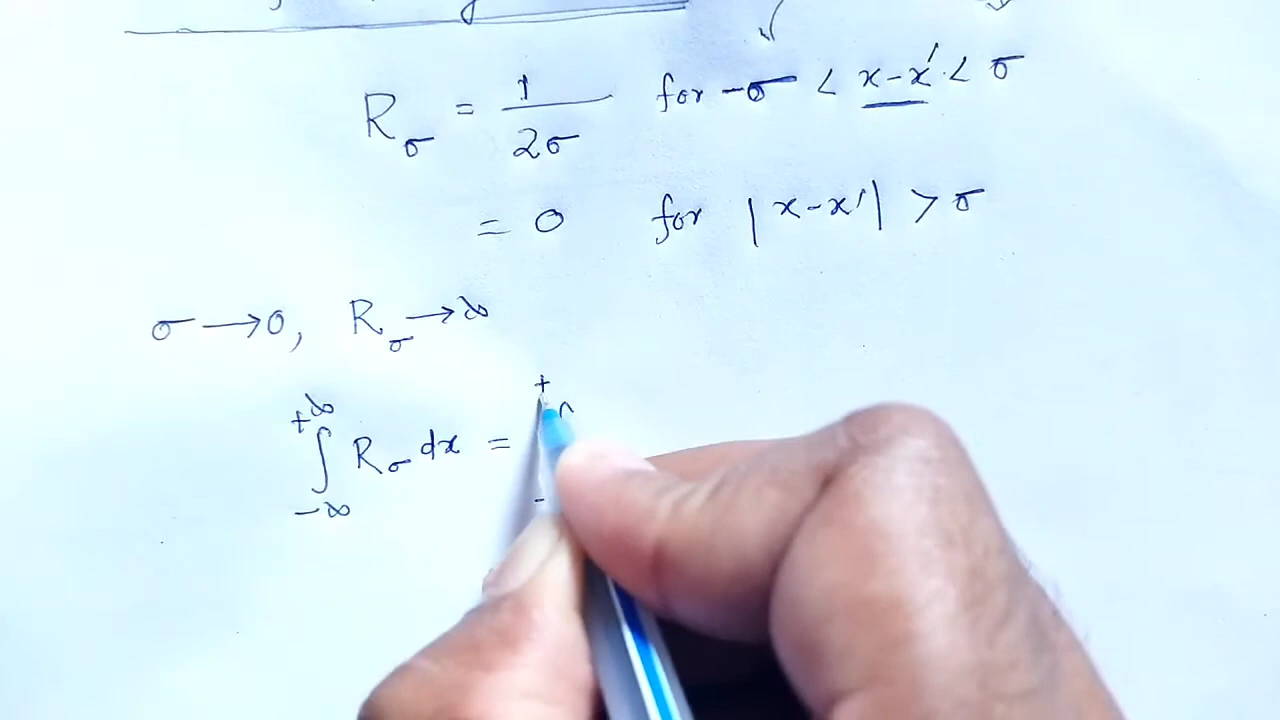 R_σ = 1/2σ for -σ < x-x' < σ
= 0 for |x-x'| > σ
σ → 0, R_σ → ∞
∫_{-∞}^{+∞} R_σ dx =